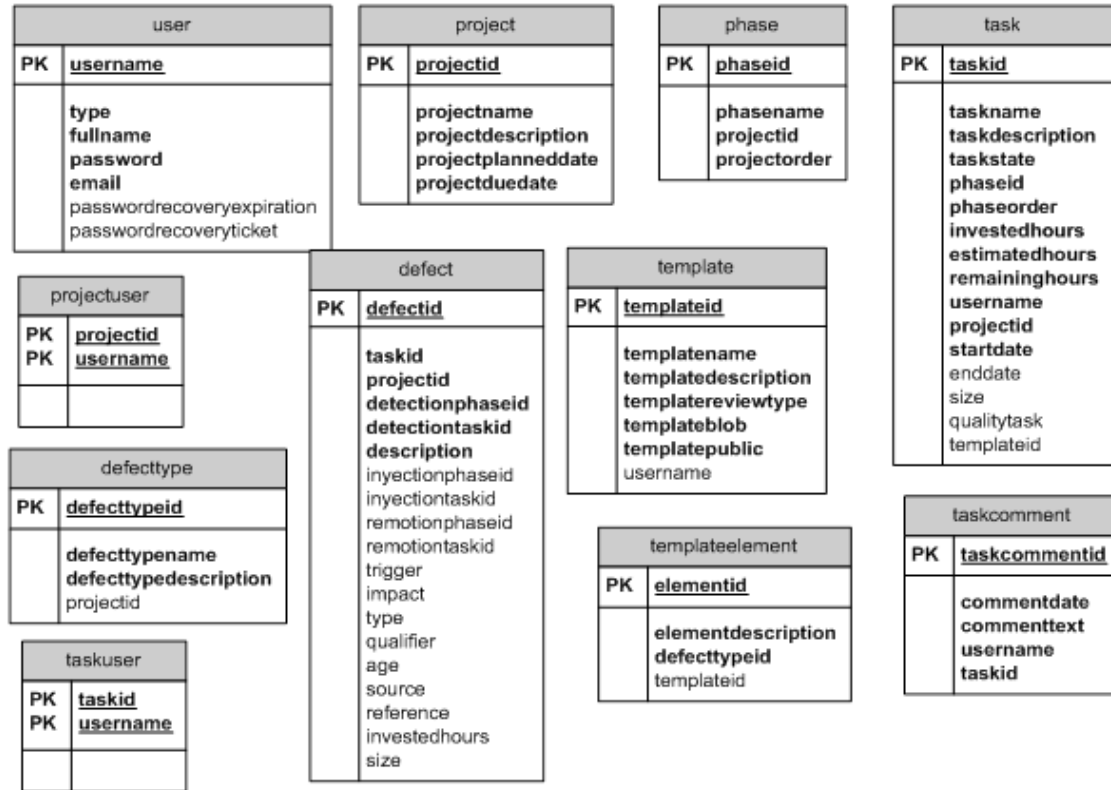 user
PK username
type
fullname
password
email
passwordrecoveryexpiration
passwordrecoveryticket
project
PK projectid
projectname
projectdescription
projectplanneddate
projectduedate
phase
PK phaseid
phasename
projectid
projectorder
task
PK taskid
taskname
taskdescription
taskstate
phaseid
phaseorder
investedhours
estimatedhours
remaininghours
username
projectid
startdate
enddate
size
qualitytask
templateid
projectuser
PK projectid
PK username
defect
PK defectid
taskid
projectid
detectionphaseid
detectiontaskid
description
inyectionphaseid
inyectiontaskid
remotionphaseid
remotiontaskid
trigger
impact
type
qualifier
age
source
reference
investedhours
size
template
PK templateid
templatename
templatedescription
templatereviewtype
templateblob
templatepublic
username
defecttype
PK defecttypeid
defecttypename
defecttypedescription
projectid
templateelement
PK elementid
elementdescription
defecttypeid
templateid
taskcomment
PK taskcommentid
commentdate
commenttext
username
taskid
taskuser
PK taskid
PK username